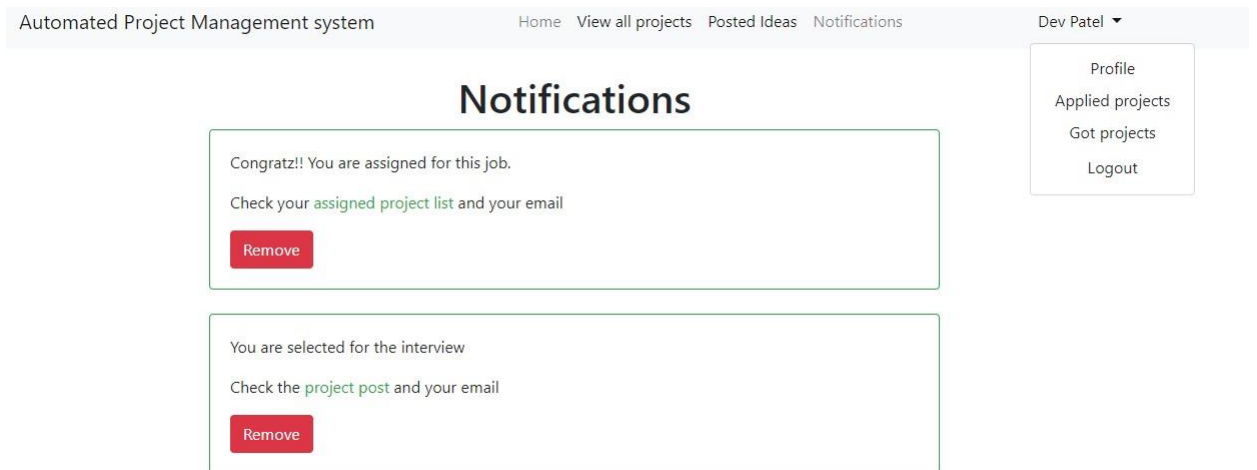 Automated Project Management system
Home View all projects Posted Ideas Notifications
Dev Patel
Profile
Applied projects
Got projects
Logout
Notifications
Congratz!! You are assigned for this job.
Check your assigned project list and your email
Remove
You are selected for the interview
Check the project post and your email
Remove